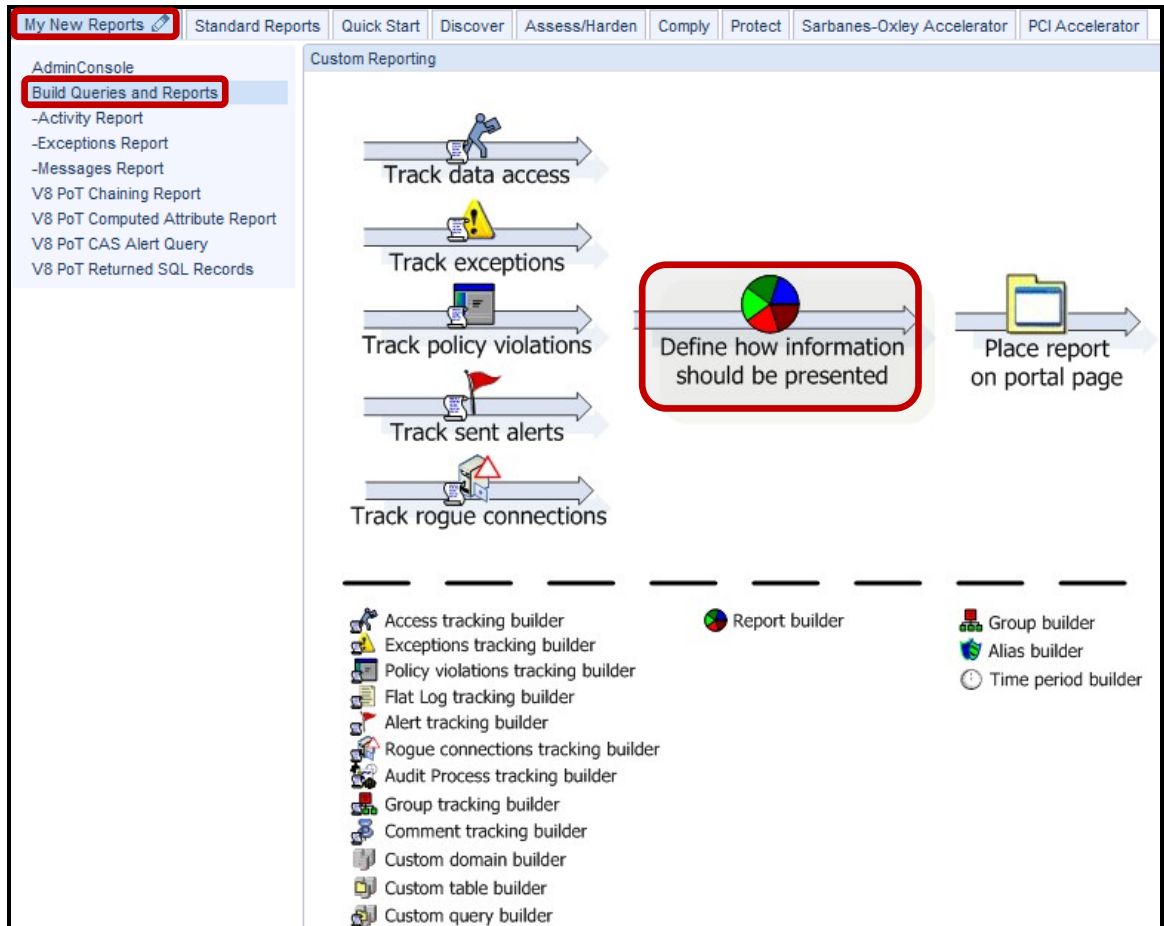 My New Reports
Standard Reports
Quick Start
Discover
Assess/Harden
Comply
Protect
Sarbanes-Oxley Accelerator
PCI Accelerator
AdminConsole
Build Queries and Reports
-Activity Report
-Exceptions Report
-Messages Report
V8 PoT Chaining Report
V8 PoT Computed Attribute Report
V8 PoT CAS Alert Query
V8 PoT Returned SQL Records
Custom Reporting
Track data access
Track exceptions
Track policy violations
Track sent alerts
Track rogue connections
Define how information
should be presented
Place report
on portal page
Access tracking builder
Exceptions tracking builder
Policy violations tracking builder
Flat Log tracking builder
Alert tracking builder
Rogue connections tracking builder
Audit Process tracking builder
Group tracking builder
Comment tracking builder
Custom domain builder
Custom table builder
Custom query builder
Report builder
Group builder
Alias builder
Time period builder